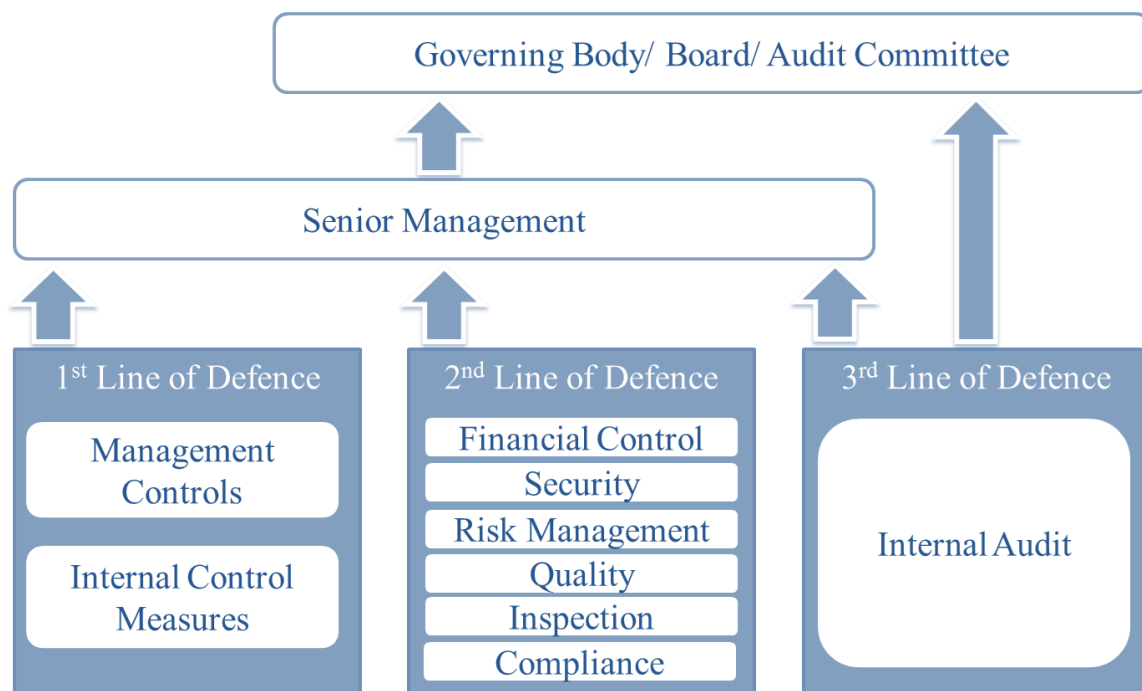 Governing Body/ Board/ Audit Committee
Senior Management
1st Line of Defence
Management
Controls
Internal Control
Measures
2nd Line of Defence
Financial Control
Security
Risk Management
Quality
Inspection
Compliance
3rd Line of Defence
Internal Audit